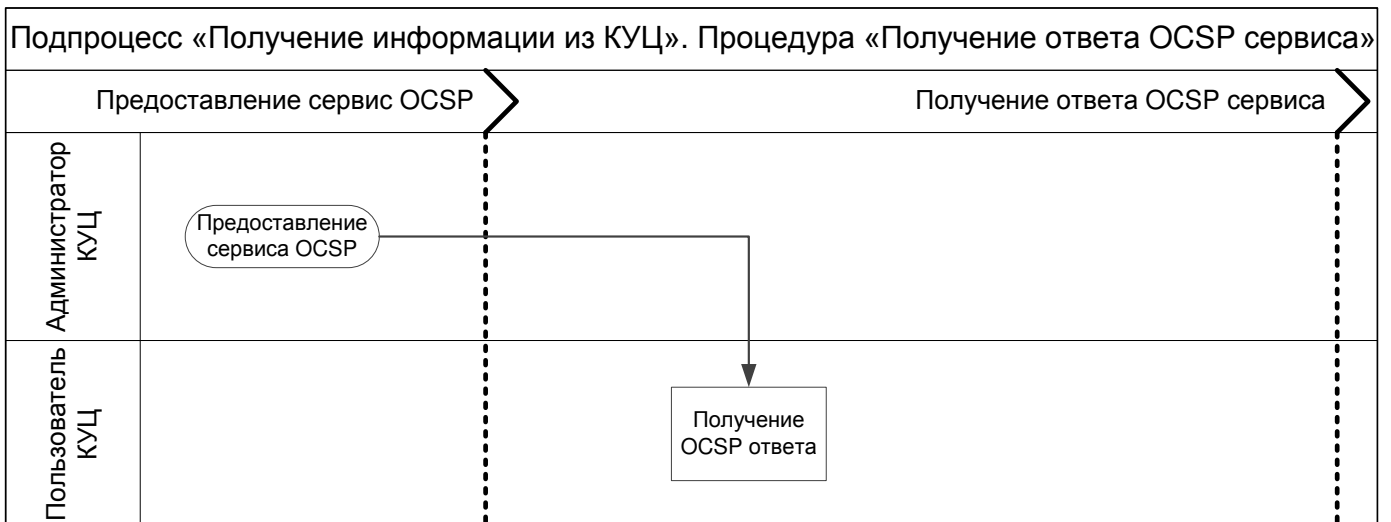 Подпроцесс «Получение информации из КУЦ». Процедура «Получение ответа OCSP сервиса»
Предоставление сервис OCSP
Получение ответа OCSP сервиса
Администратор
КУЦ
Предоставление
сервиса OCSP
Пользователь
КУЦ
Получение
OCSP ответа